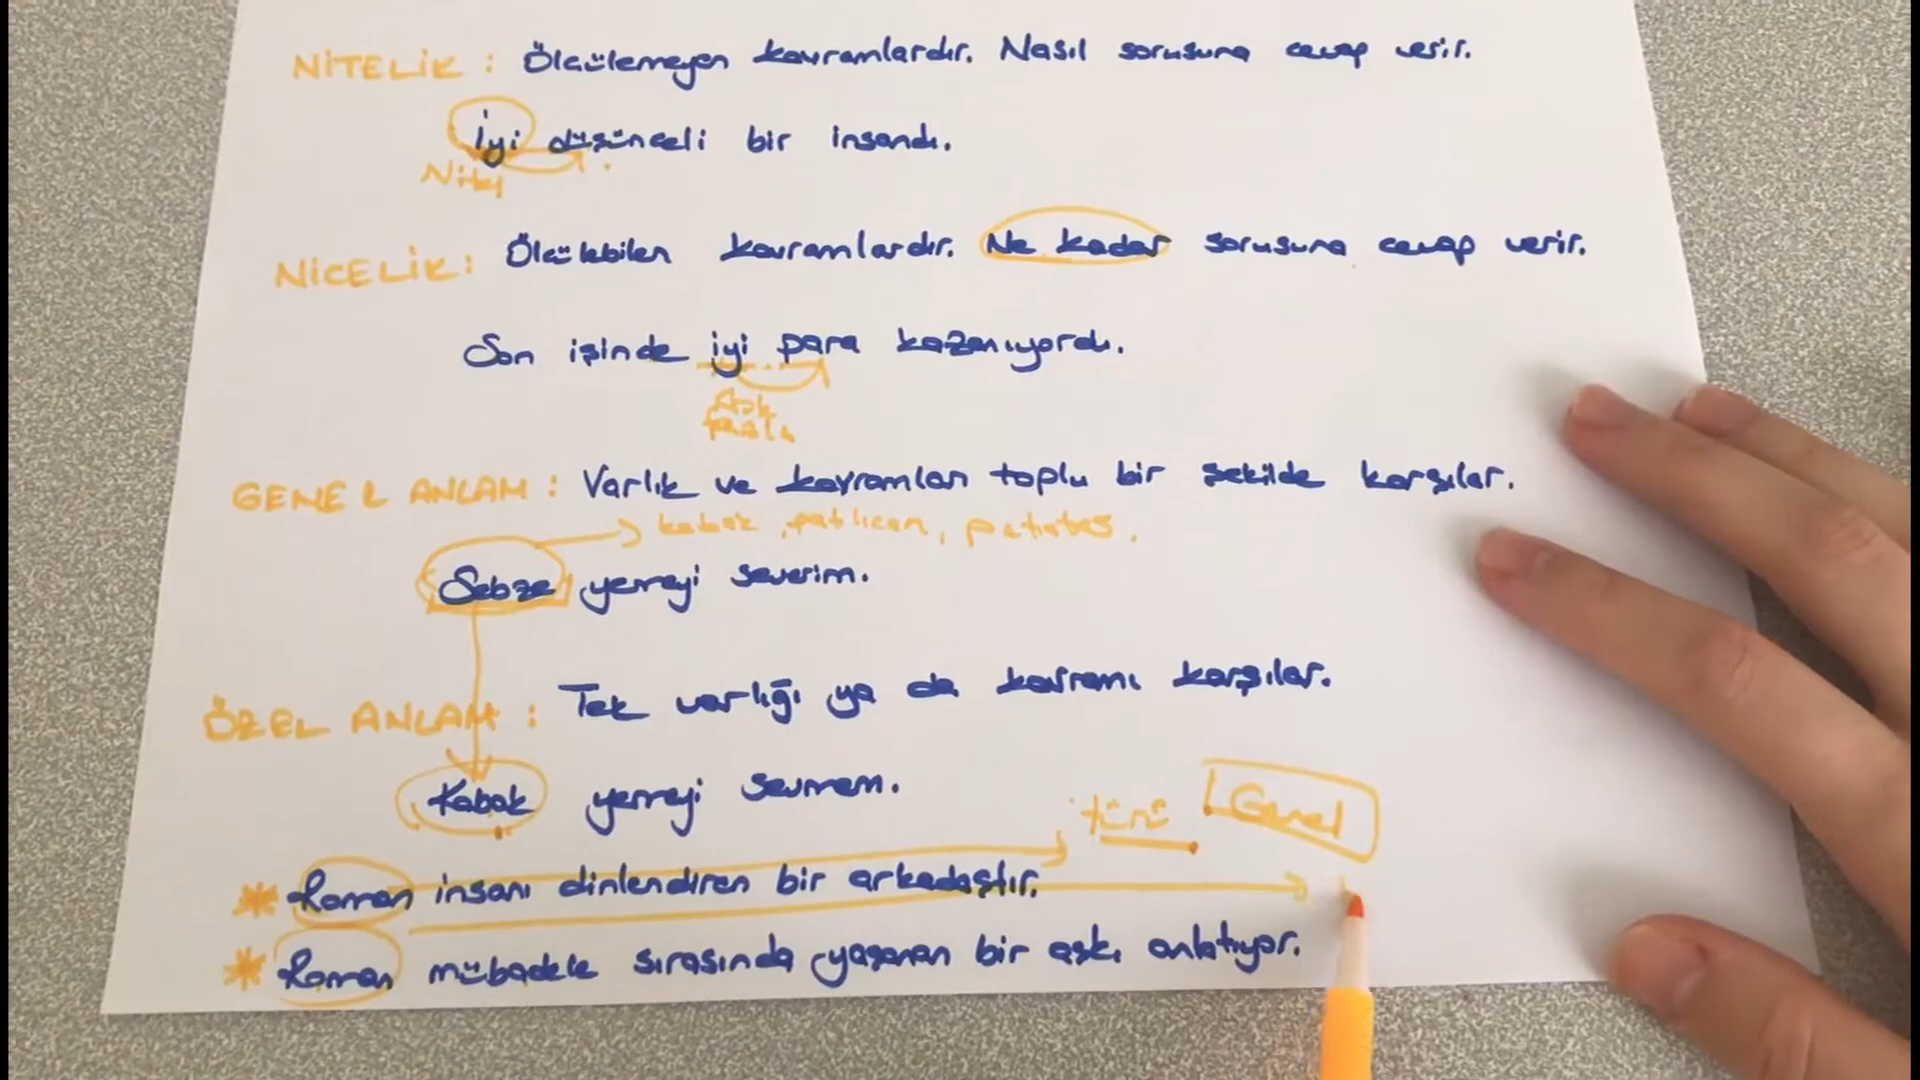 NİTELİK : Ölçülemeyen kavramlardır. Nasıl sorusuna cevap verir.
İyi düşünceli bir insandı.
Nitel
NİCELİK : Ölçülebilen kavramlardır. Ne kadar sorusuna cevap verir.
Son işinde iyi para kazanıyordu.
GENEL ANLAM : Varlık ve kavramları toplu bir şekilde karşılar.
kabak, patlıcan, patates,
Sebze yemeyi severim.
ÖZEL ANLAM : Tek varlığı ya da kavramı karşılar.
Kabak yemeyi sevmem.
türü Genel
* Roman insanı dinlendiren bir arkadaştır.
* Roman mübadele sırasında yaşanan bir aşkı anlatıyor.